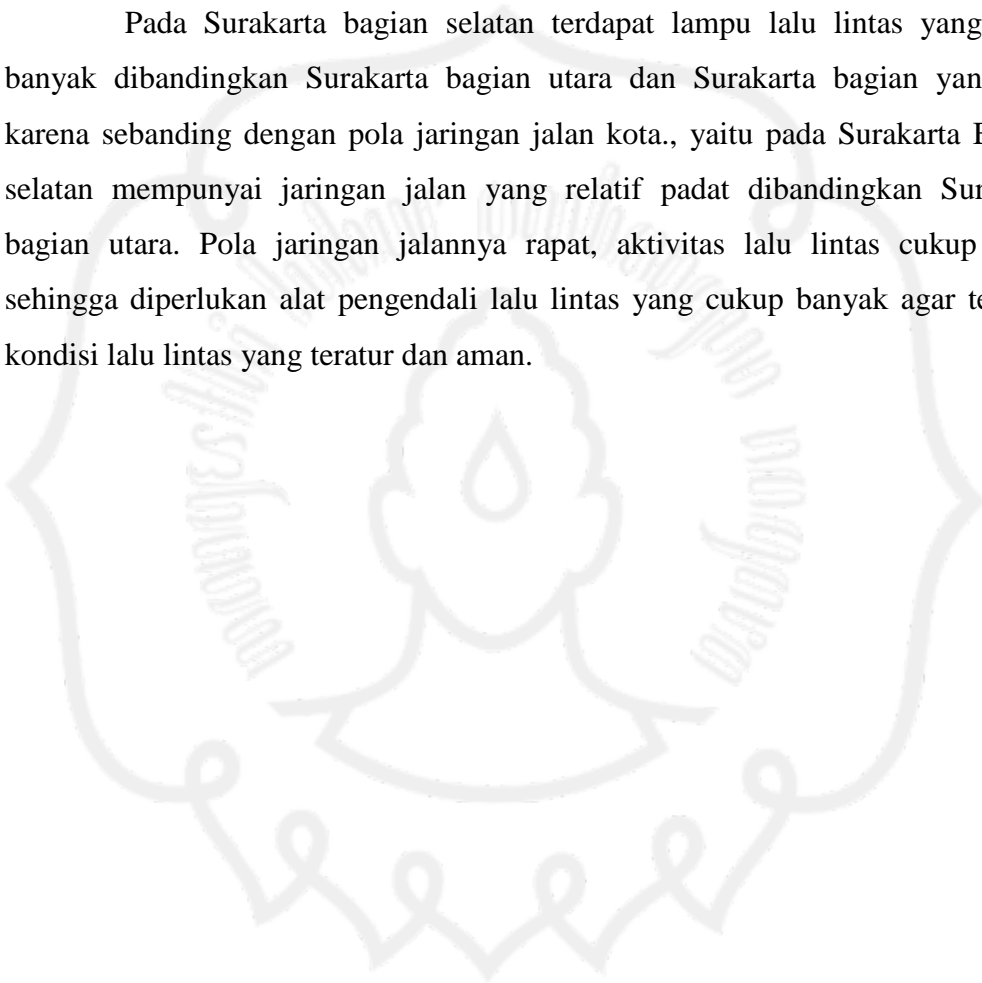 Pada Surakarta bagian selatan terdapat lampu lalu lintas yang
banyak dibandingkan Surakarta bagian utara dan Surakarta bagian yan
karena sebanding dengan pola jaringan jalan kota., yaitu pada Surakarta
selatan mempunyai jaringan jalan yang relatif padat dibandingkan Sur
bagian utara. Pola jaringan jalannya rapat, aktivitas lalu lintas cukup
sehingga diperlukan alat pengendali lalu lintas yang cukup banyak agar te
kondisi lalu lintas yang teratur dan aman.